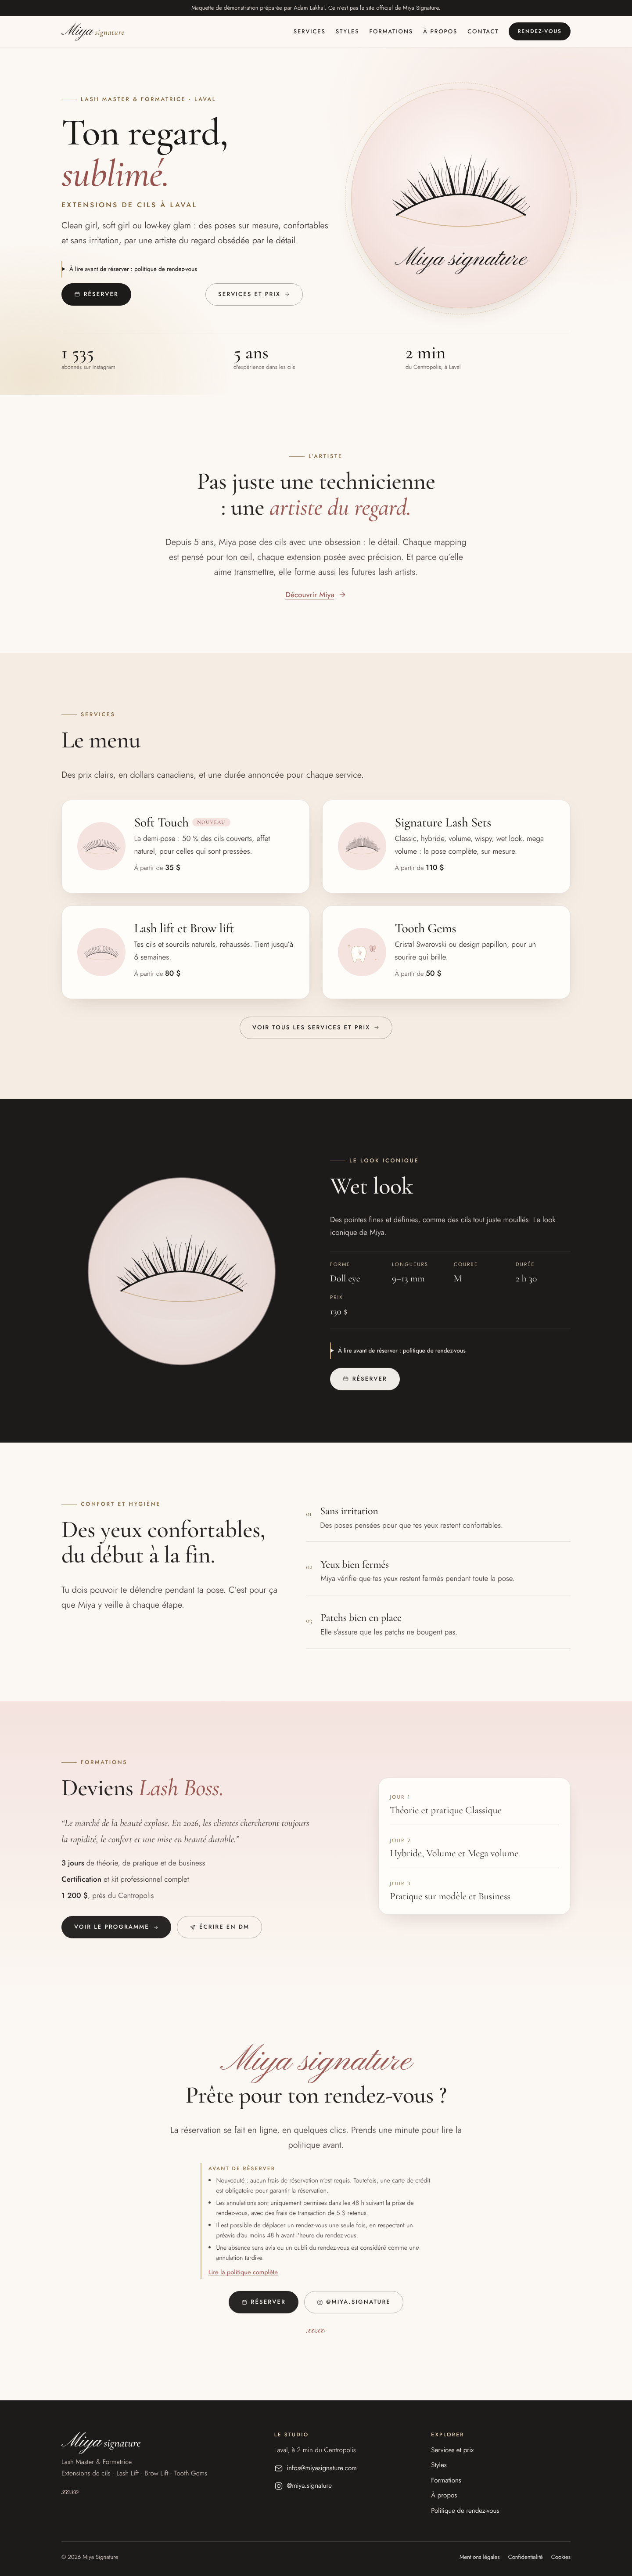 Maquette de démonstration préparée par Adam Lakhal. Ce n'est pas le site officiel de Miya Signature.
Miya signature
SERVICES
STYLES
FORMATIONS
À PROPOS
CONTACT
RENDEZ-VOUS
LASH MASTER & FORMATRICE · LAVAL
Ton regard,
sublimé.
EXTENSIONS DE CILS À LAVAL
Clean girl, soft girl ou low-key glam : des poses sur mesure, confortables
et sans irritation, par une artiste du regard obsédée par le détail.
À lire avant de réserver : politique de rendez-vous
RÉSERVER
SERVICES ET PRIX
Miya signature
1 535
abonnés sur Instagram
5 ans
d'expérience dans les cils
2 min
du Centropolis, à Laval
L'ARTISTE
Pas juste une technicienne
: une artiste du regard.
Depuis 5 ans, Miya pose des cils avec une obsession : le détail. Chaque mapping
est pensé pour ton œil, chaque extension posée avec précision. Et parce qu'elle
aime transmettre, elle forme aussi les futures lash artists.
Découvrir Miya
SERVICES
Le menu
Des prix clairs, en dollars canadiens, et une durée annoncée pour chaque service.
Soft Touch NOUVEAU
La demi-pose : 50 % des cils couverts, effet
naturel, pour celles qui sont pressées.
À partir de 35 $
Signature Lash Sets
Classic, hybride, volume, wispy, wet look, mega
volume : la pose complète, sur mesure.
À partir de 110 $
Lash lift et Brow lift
Tes cils et sourcils naturels, rehaussés. Tient jusqu'à
6 semaines.
À partir de 80 $
Tooth Gems
Cristal Swarovski ou design papillon, pour un
sourire qui brille.
À partir de 50 $
VOIR TOUS LES SERVICES ET PRIX
LE LOOK ICONIQUE
Wet look
Des pointes fines et définies, comme des cils tout juste mouillés. Le look
iconique de Miya.
FORME
Doll eye
LONGUEURS
9–13 mm
COURBE
M
DURÉE
2 h 30
PRIX
130 $
À lire avant de réserver : politique de rendez-vous
RÉSERVER
CONFORT ET HYGIÈNE
Des yeux confortables,
du début à la fin.
Tu dois pouvoir te détendre pendant ta pose. C'est pour ça
que Miya y veille à chaque étape.
01
Sans irritation
Des poses pensées pour que tes yeux restent confortables.
02
Yeux bien fermés
Miya vérifie que tes yeux restent fermés pendant toute la pose.
03
Patchs bien en place
Elle s'assure que les patchs ne bougent pas.
FORMATIONS
Deviens Lash Boss.
“Le marché de la beauté explose. En 2026, les clientes chercheront toujours
la rapidité, le confort et une mise en beauté durable.”
3 jours de théorie, de pratique et de business
Certification et kit professionnel complet
1 200 $, près du Centropolis
VOIR LE PROGRAMME
ÉCRIRE EN DM
JOUR 1
Théorie et pratique Classique
JOUR 2
Hybride, Volume et Mega volume
JOUR 3
Pratique sur modèle et Business
Miya signature
Prête pour ton rendez-vous ?
La réservation se fait en ligne, en quelques clics. Prends une minute pour lire la
politique avant.
AVANT DE RÉSERVER
• Nouveauté : aucun frais de réservation n'est requis. Toutefois, une carte de crédit
est obligatoire pour garantir la réservation.
• Les annulations sont uniquement permises dans les 48 h suivant la prise de
rendez-vous, avec des frais de transaction de 5 $ retenus.
• Il est possible de déplacer un rendez-vous une seule fois, en respectant un
préavis d'au moins 48 h avant l'heure du rendez-vous.
• Une absence sans avis ou un oubli du rendez-vous est considéré comme une
annulation tardive.
Lire la politique complète
RÉSERVER
@MIYA.SIGNATURE
xoxo
Miya signature
Lash Master & Formatrice
Extensions de cils · Lash Lift · Brow Lift · Tooth Gems
xoxo
LE STUDIO
Laval, à 2 min du Centropolis
infos@miyasignature.com
@miya.signature
EXPLORER
Services et prix
Styles
Formations
À propos
Politique de rendez-vous
© 2026 Miya Signature
Mentions légales
Confidentialité
Cookies